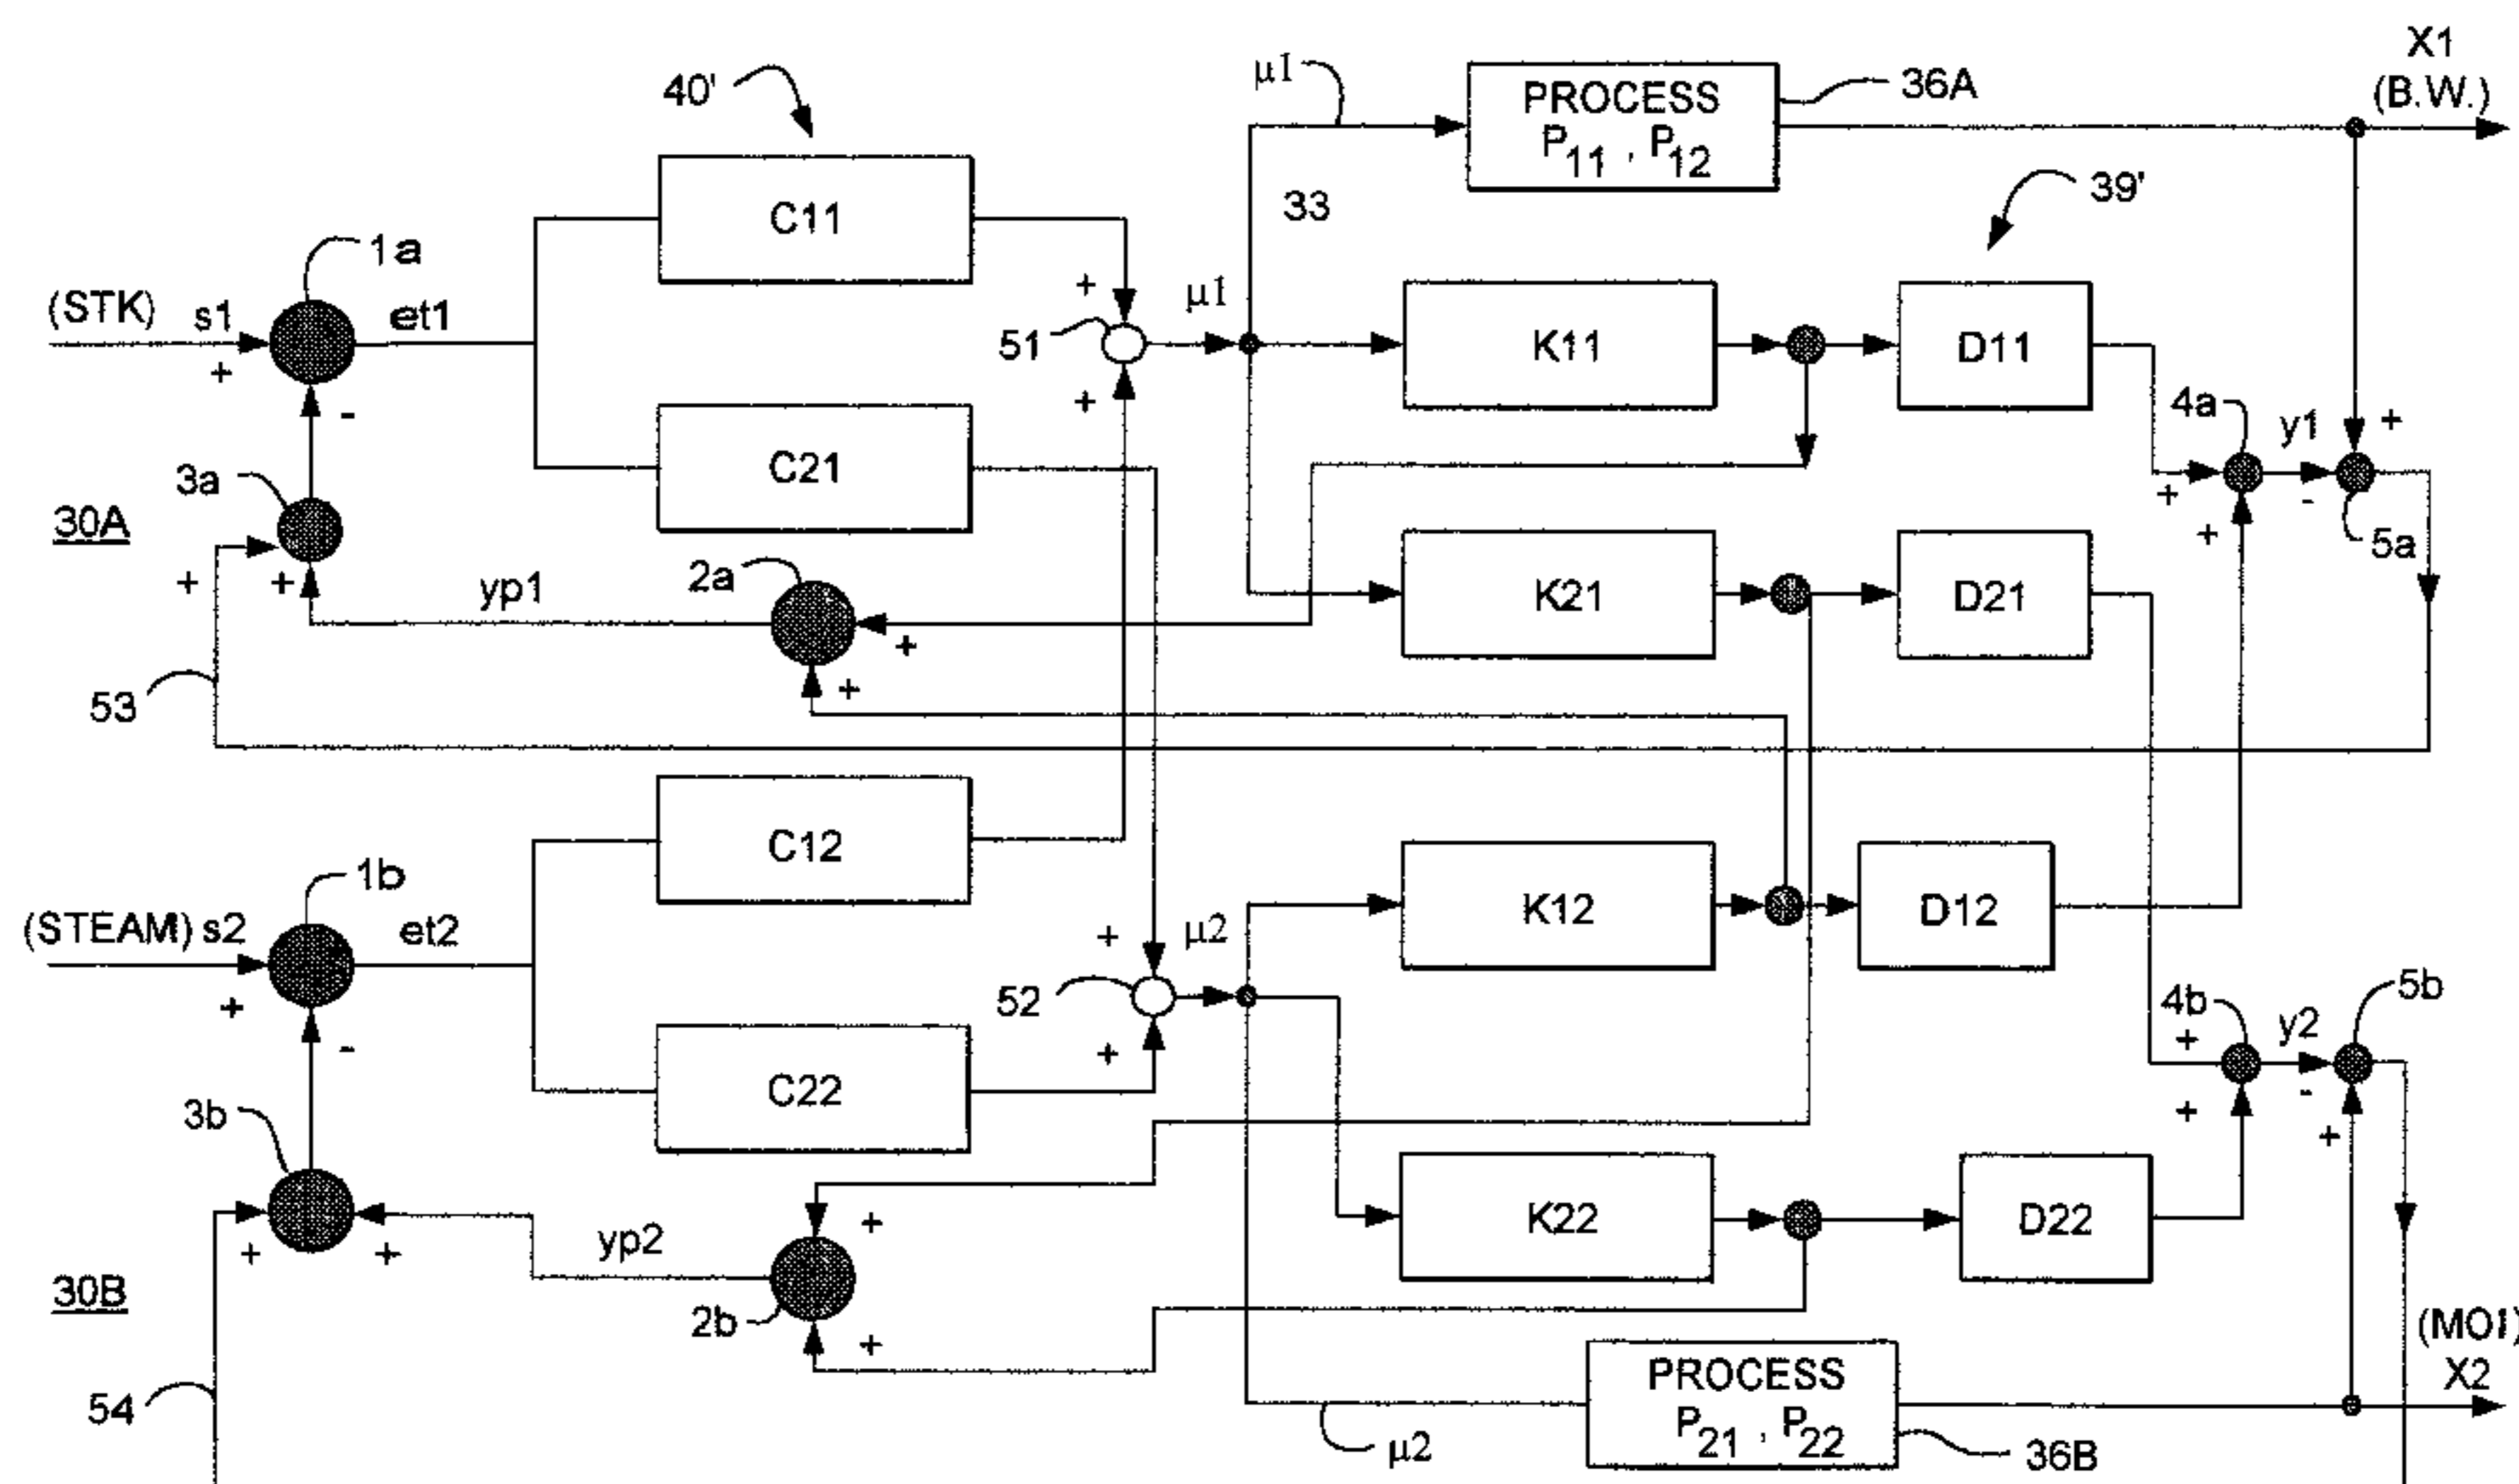 X1
(B.W.)
µ1
PROCESS
P11 , P12
36A
40'
33
39'
C11
1a
(STK) s1
et1
+
-
+
51
+
µ1
K11
D11
4a
y1
+
+
+
-
5a
C21
3a
30A
+
+
yp1
2a
+
+
K21
D21
53
C12
1b
(STEAM) s2
et2
+
-
+
µ2
52
+
K12
D12
4b
y2
5b
+
+
-
+
C22
3b
+
+
yp2
30B
2b
+
+
K22
D22
54
µ2
PROCESS
P21 , P22
36B
(MOI)
X2